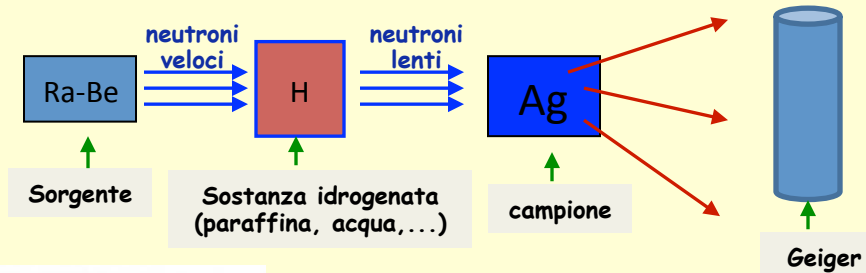 neutroni
veloci
neutroni
lenti
Ra-Be
H
Ag
Sorgente
Sostanza idrogenata
(paraffina, acqua,...)
campione
Geiger